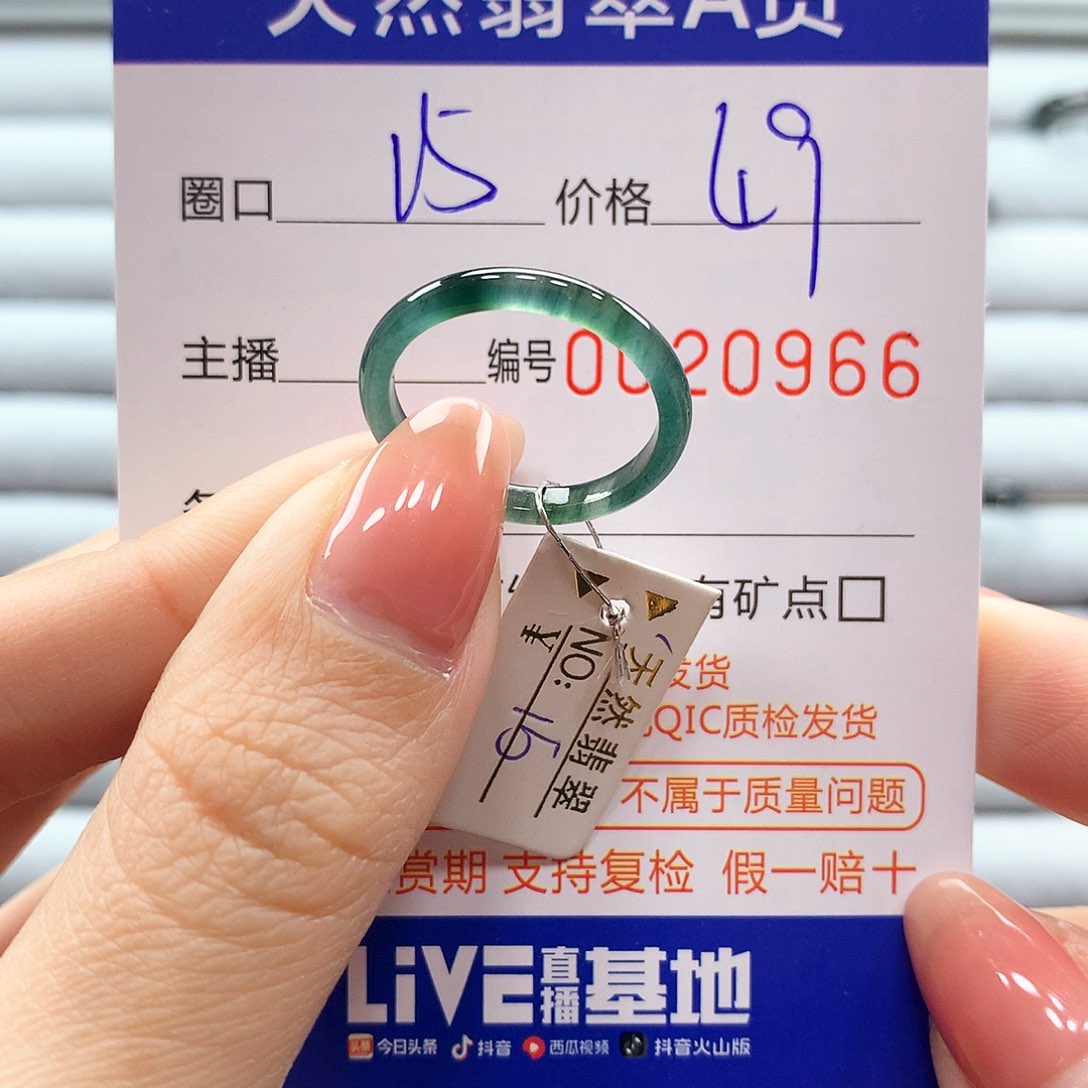 天然翡翠A货
圈口 15 价格 49
主播 编号 0020966
有矿点□
发货
QIC质检发货
不属于质量问题
赏期 支持复检 假一赔十
天然翡翠
NO:
LiVE直播基地
头条 今日头条 抖音 西瓜视频 抖音火山版